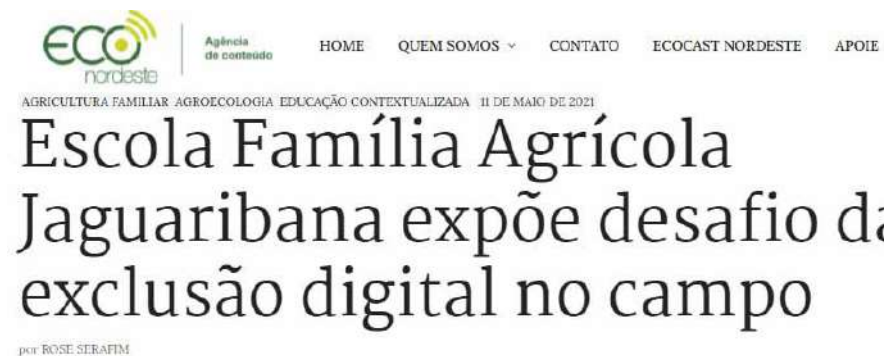 ECO nordeste
Agência
de conteúdo
HOME QUEM SOMOS CONTATO ECOCAST NORDESTE APOIE
AGRICULTURA FAMILIAR AGROECOLOGIA EDUCAÇÃO CONTEXTUALIZADA 11 DE MAIO DE 2021
Escola Família Agrícola
Jaguaribana expõe desafio da
exclusão digital no campo
por ROSE SERAFIM